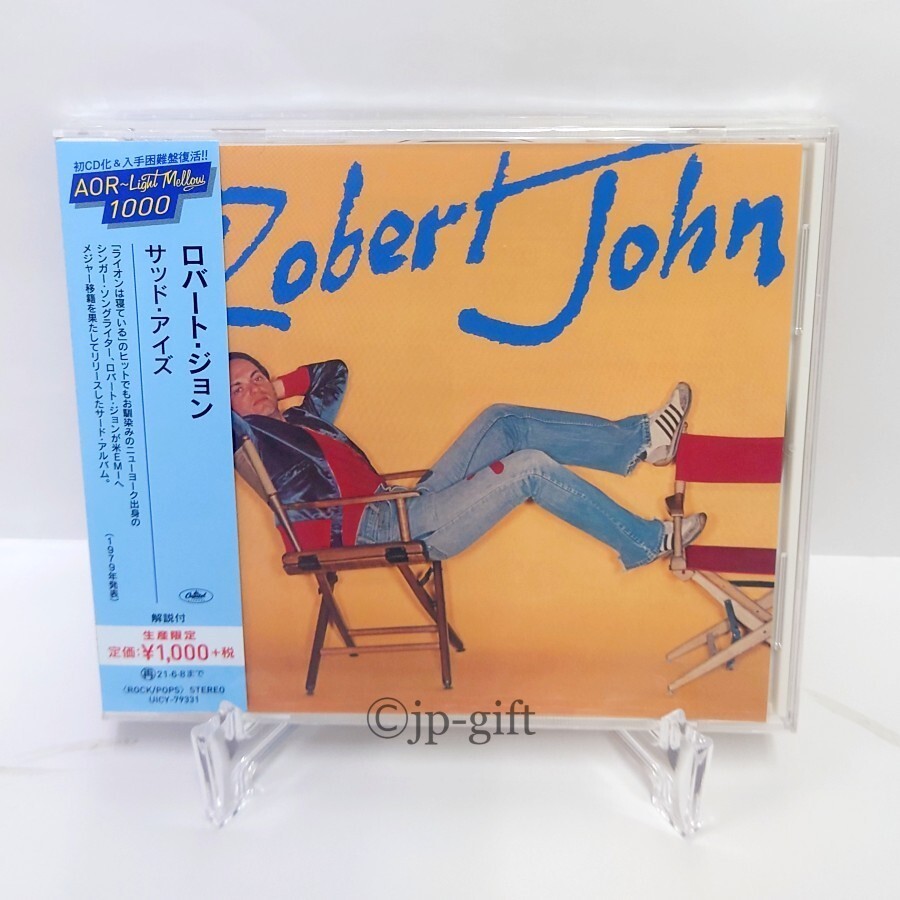 初CD化&入手困難盤復活!!
AOR~Light Mellow
1000
ロバート・ジョン
サッド・アイズ
「ライオンは寝ている」のヒットでもお馴染みのニューヨーク出身の
シンガー・ソングライター、ロバート・ジョンが米EMIへ
メジャー移籍を果たしてリリースしたサード・アルバム。
(1979年発表)
Capitol
解説付
生産限定
定価:¥1,000+税
再21・6・8まで
〈ROCK/POPS〉 STEREO
UICY-79331
Robert John
©jp-gift